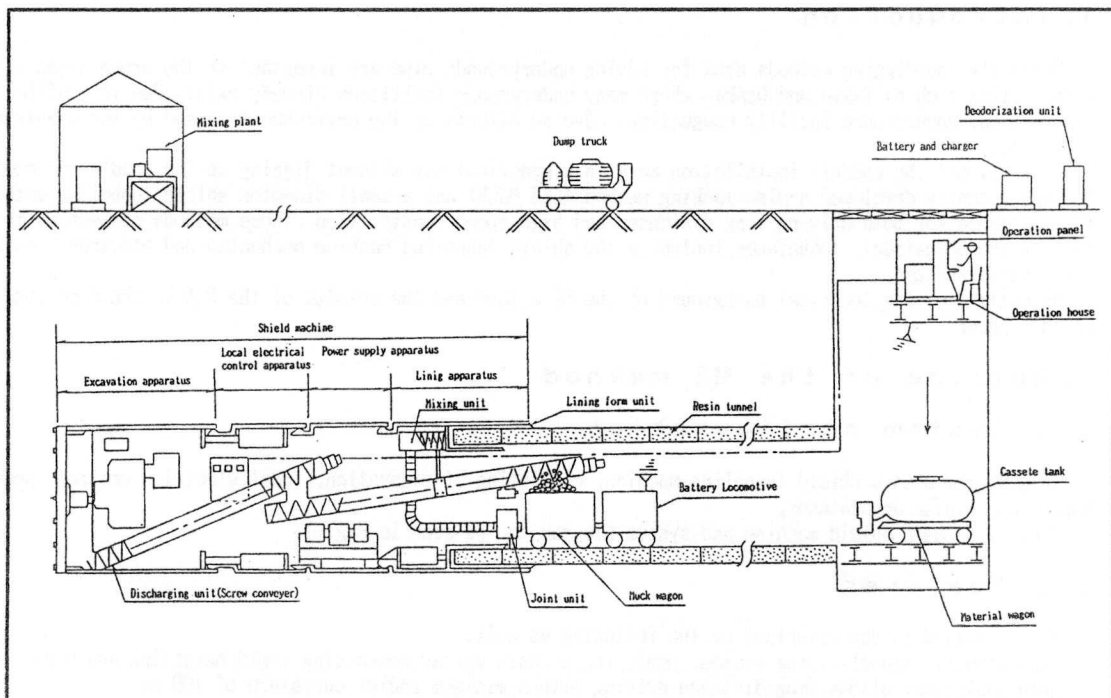 Mixing plant
Dump truck
Deodorization unit
Battery and charger
Operation panel
Operation house
Shield machine
Local electrical
control apparatus
Power supply apparatus
Excavation apparatus
Linig apparatus
Mixing unit
Lining form unit
Resin tunnel
Battery Locomotive
Cassete tank
Discharging unit(Screw conveyer)
Joint unit
Muck wagon
Material wagon